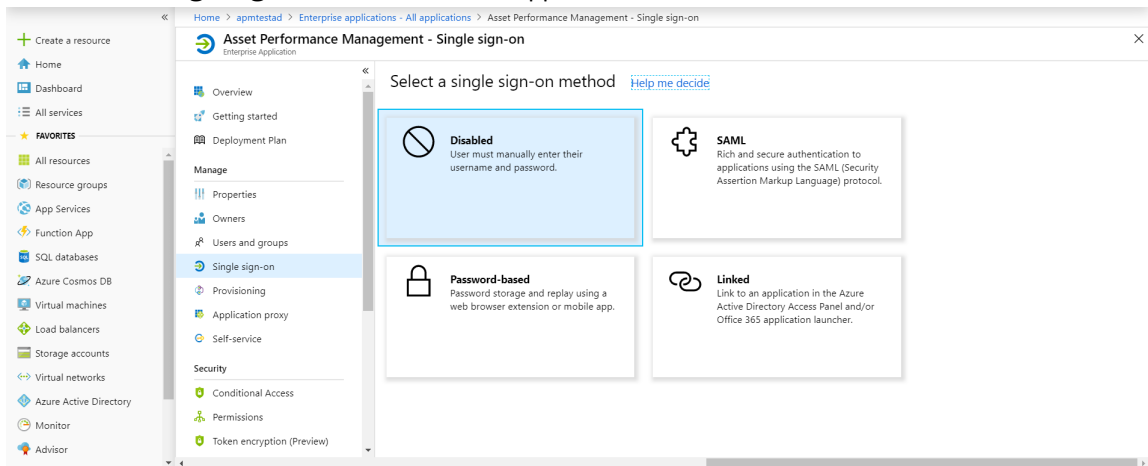 «
Create a resource
Home
Dashboard
All services
FAVORITES
All resources
Resource groups
App Services
Function App
SQL databases
Azure Cosmos DB
Virtual machines
Load balancers
Storage accounts
Virtual networks
Azure Active Directory
Monitor
Advisor
Home > apmtestad > Enterprise applications - All applications > Asset Performance Management - Single sign-on
Asset Performance Management - Single sign-on
Enterprise Application
«
Overview
Getting started
Deployment Plan
Manage
Properties
Owners
Users and groups
Single sign-on
Provisioning
Application proxy
Self-service
Security
Conditional Access
Permissions
Token encryption (Preview)
Select a single sign-on method Help me decide
Disabled
User must manually enter their
username and password.
SAML
Rich and secure authentication to
applications using the SAML (Security
Assertion Markup Language) protocol.
Password-based
Password storage and replay using a
web browser extension or mobile app.
Linked
Link to an application in the Azure
Active Directory Access Panel and/or
Office 365 application launcher.